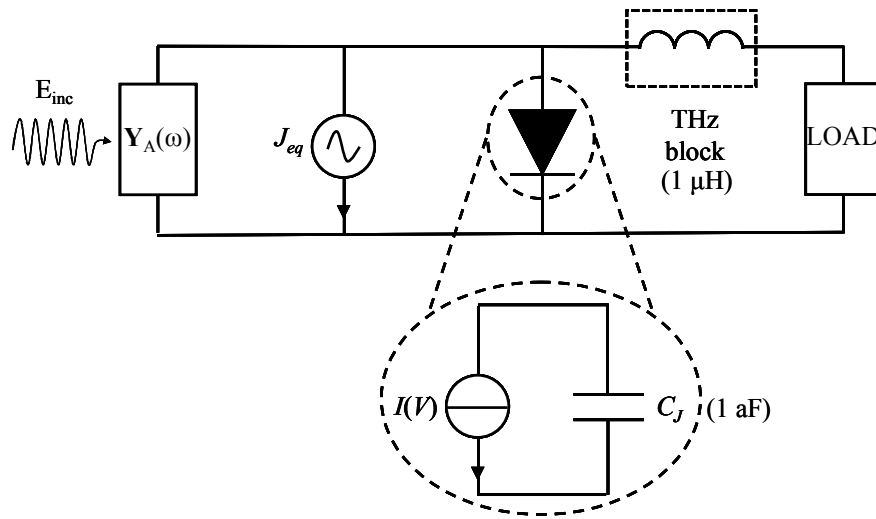 E_inc
Y_A(ω)
J_eq
THz
block
(1 μH)
LOAD
I(V)
C_J (1 aF)